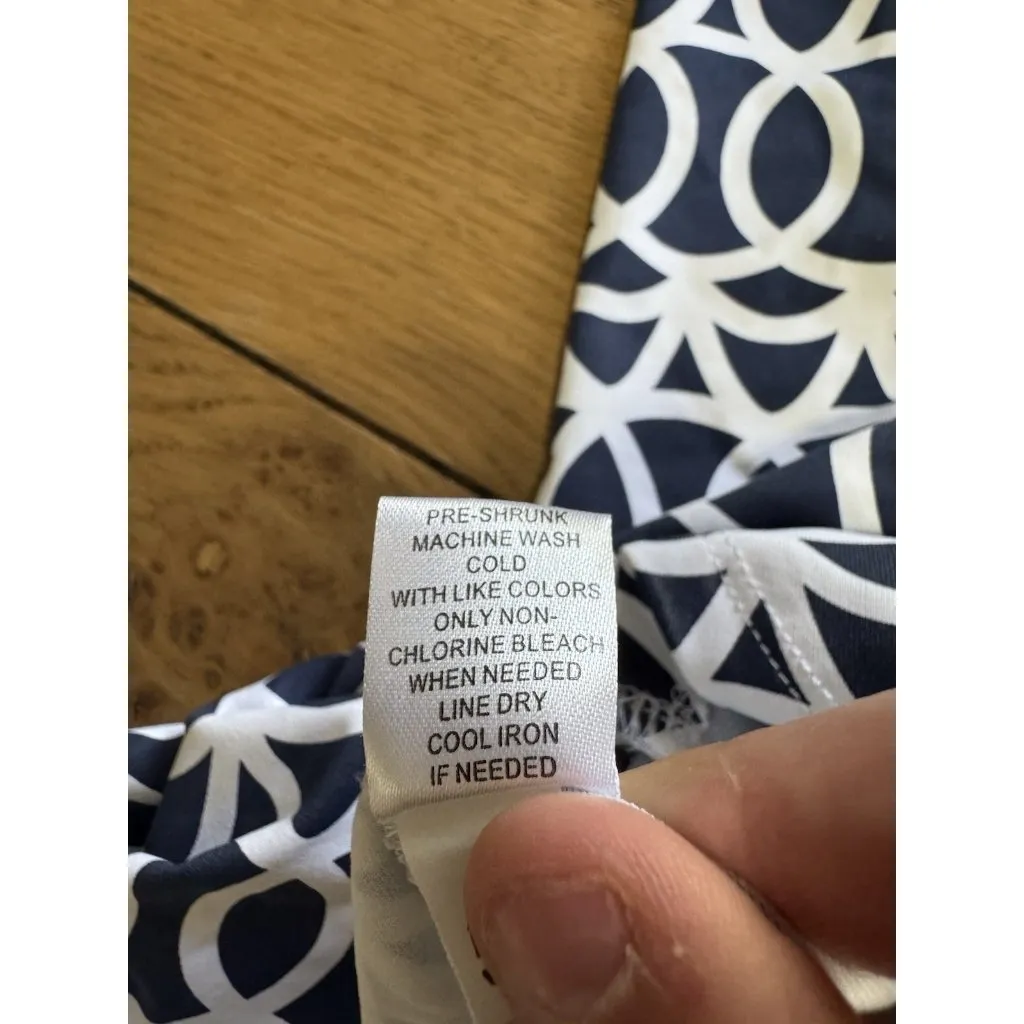 PRE-SHRUNK
MACHINE WASH
COLD
WITH LIKE COLORS
ONLY NON-
CHLORINE BLEACH
WHEN NEEDED
LINE DRY
COOL IRON
IF NEEDED